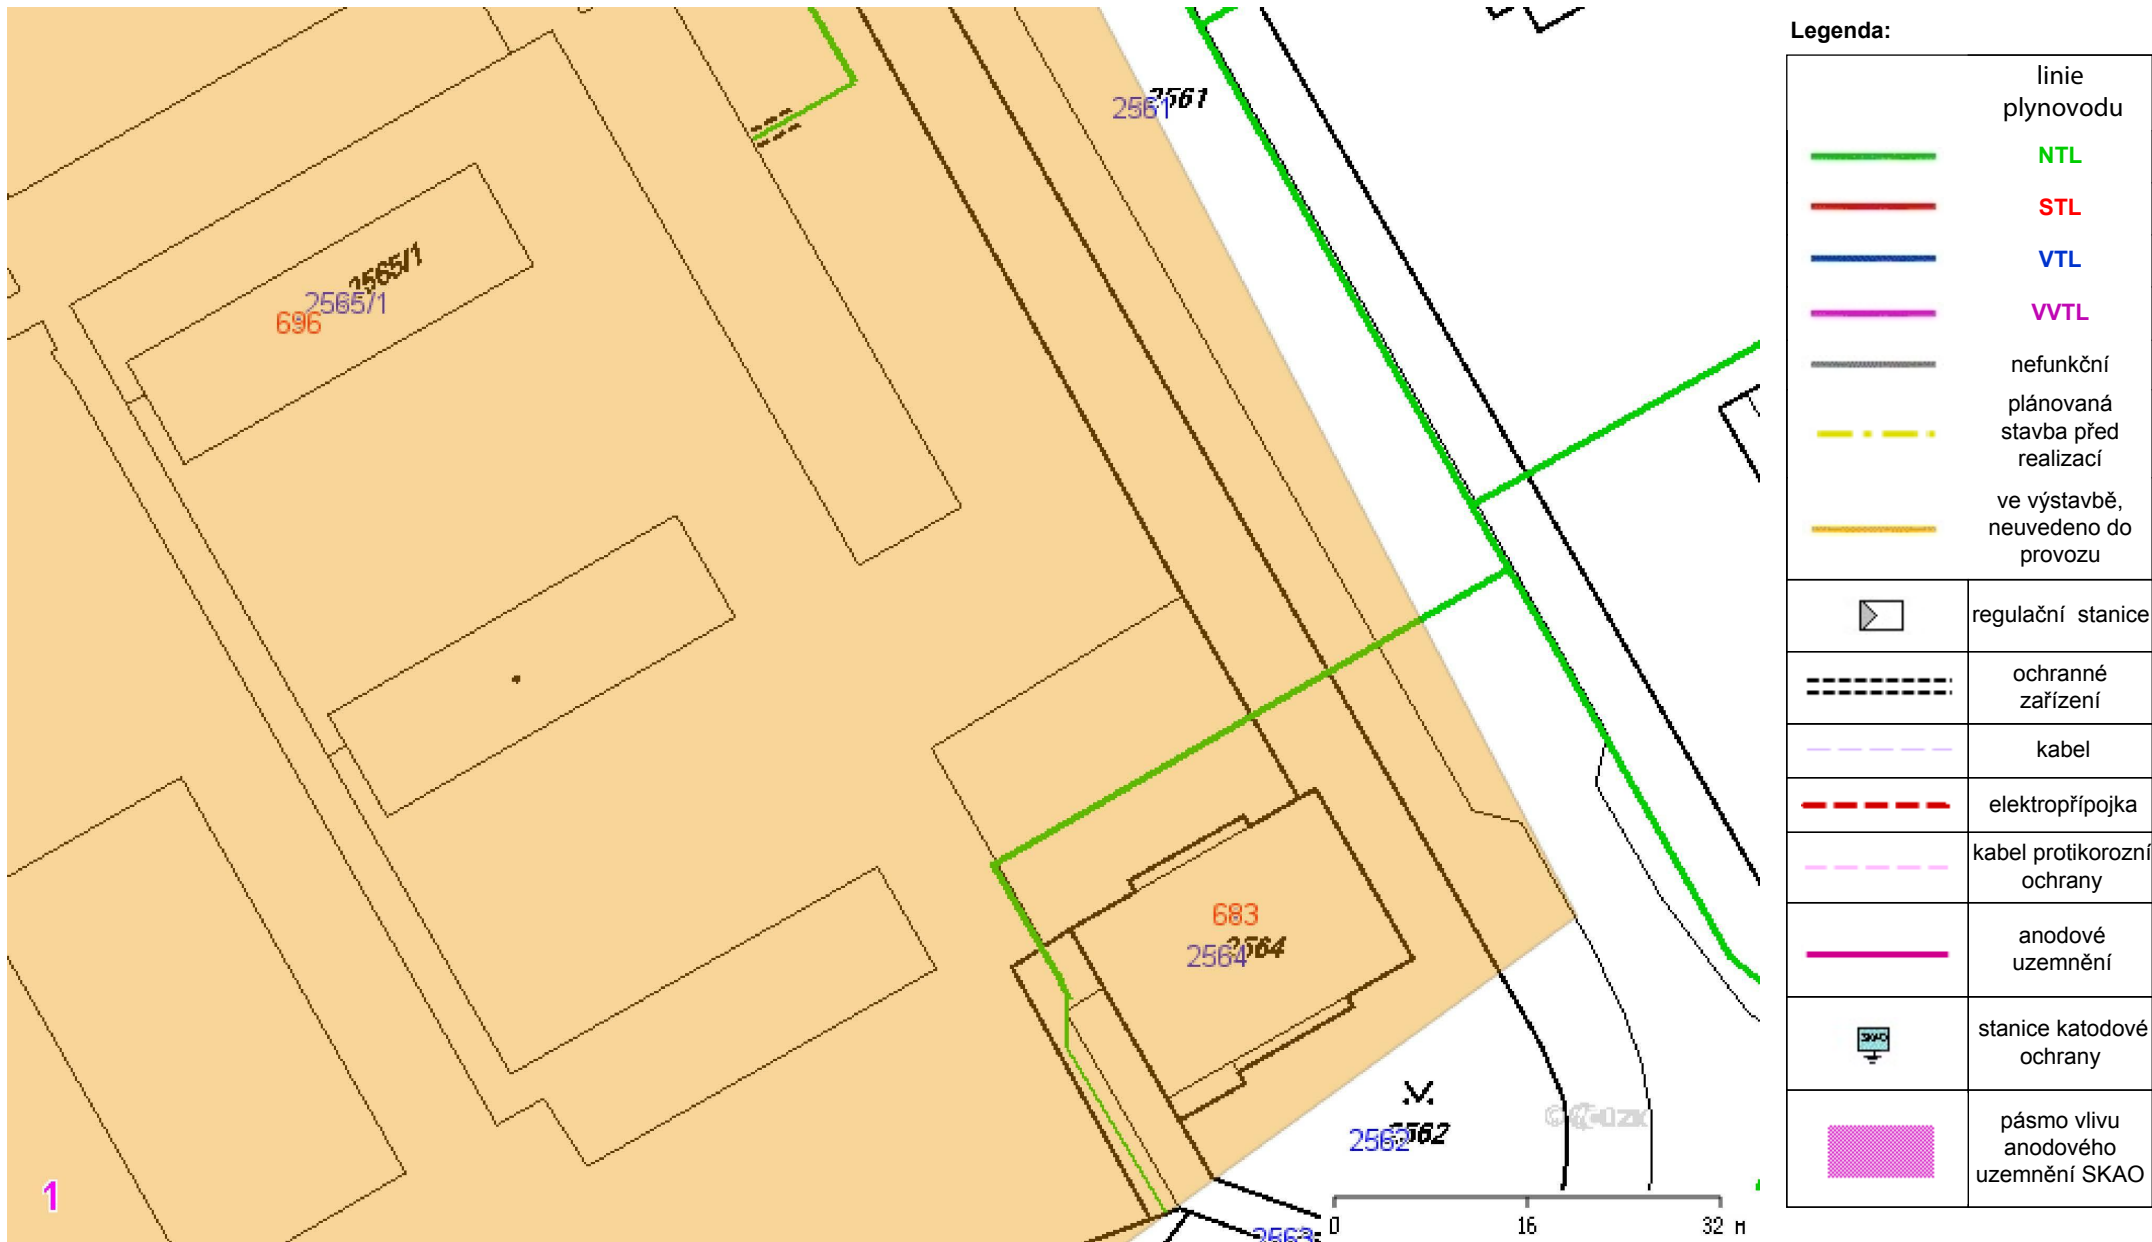 2561
2561
2565/1
2565/1
696
683
2564
2564
2562
2562
2563
1
0 16 32 M
Legenda:
linie
plynovodu
NTL
STL
VTL
VVTL
nefunkční
plánovaná
stavba před
realizací
ve výstavbě,
neuvedeno do
provozu
regulační stanice
ochranné
zařízení
kabel
elektropřípojka
kabel protikorozní
ochrany
anodové
uzemnění
SKAO
stanice katodové
ochrany
pásmo vlivu
anodového
uzemnění SKAO